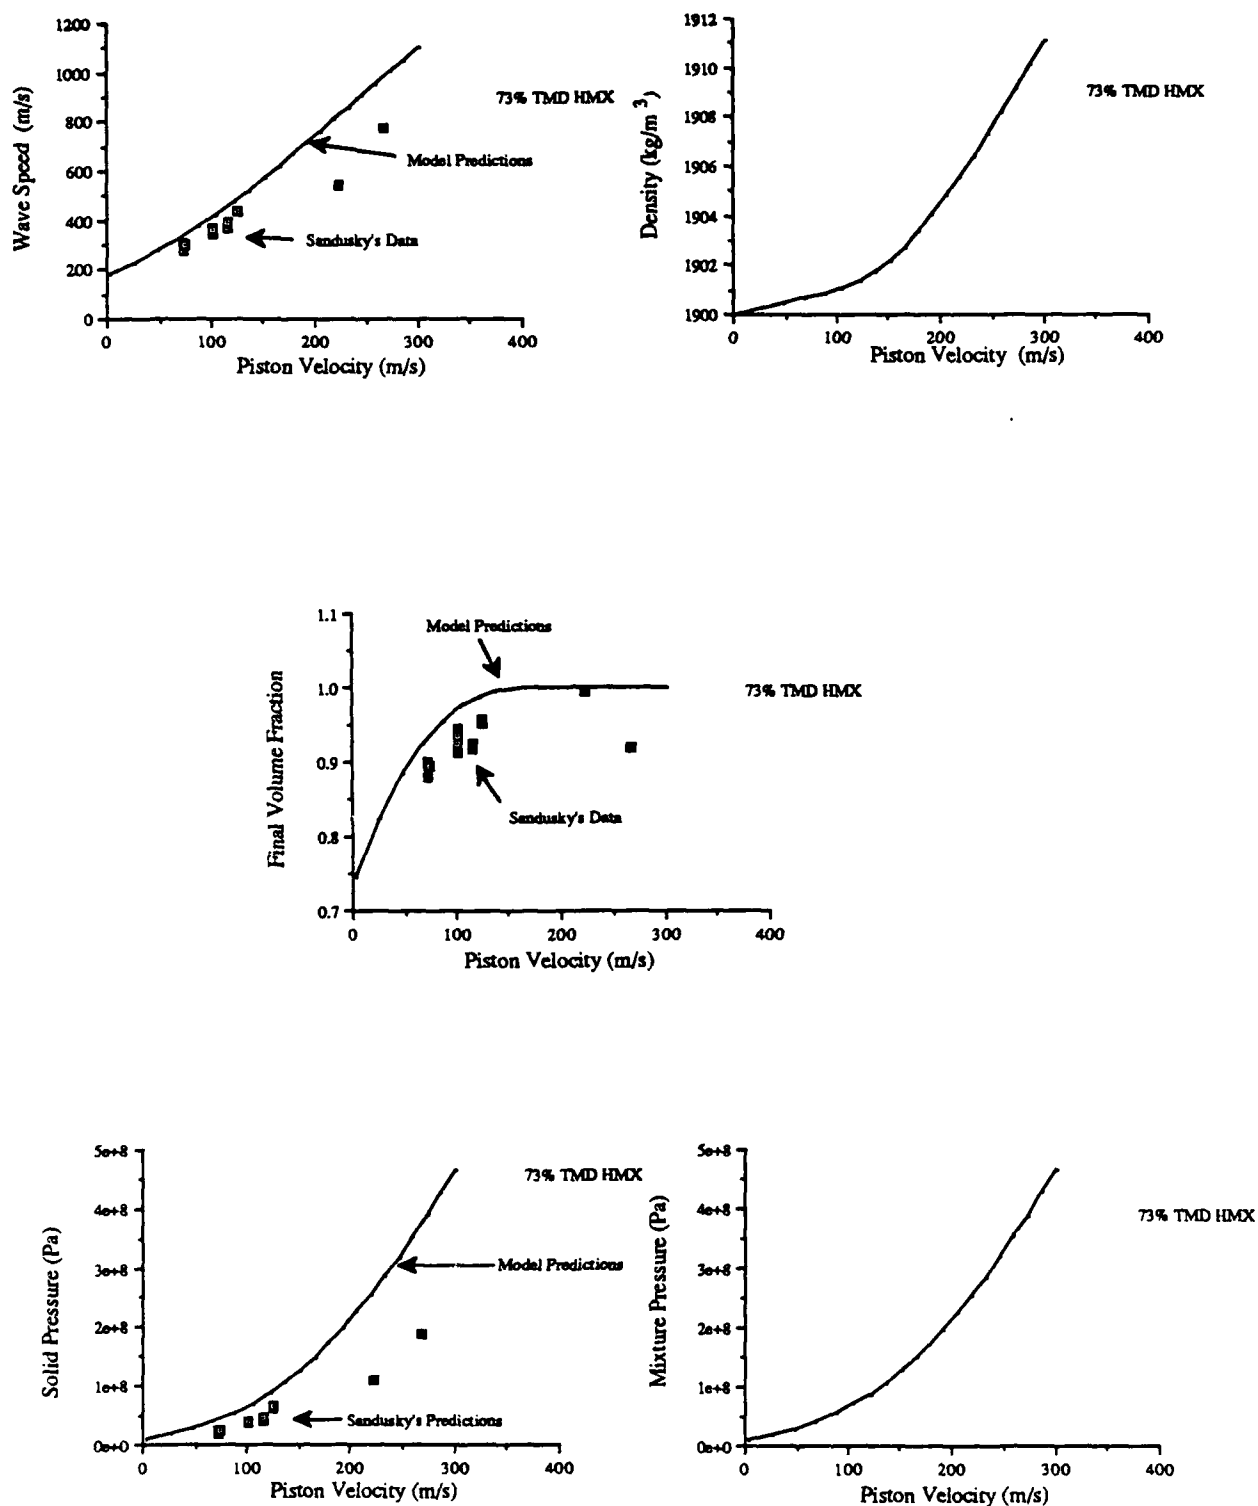 1200
1000
800
600
400
200
0
Wave Speed (m/s)
73% TMD HMX
Model Predictions
Sandusky's Data
0 100 200 300 400
Piston Velocity (m/s)
1912
1910
1908
1906
1904
1902
1900
Density (kg/m 3)
73% TMD HMX
0 100 200 300 400
Piston Velocity (m/s)
1.1
1.0
0.9
0.8
0.7
Final Volume Fraction
Model Predictions
73% TMD HMX
Sandusky's Data
0 100 200 300 400
Piston Velocity (m/s)
5e+8
4e+8
3e+8
2e+8
1e+8
0e+0
Solid Pressure (Pa)
73% TMD HMX
Model Predictions
Sandusky's Predictions
0 100 200 300 400
Piston Velocity (m/s)
5e+8
4e+8
3e+8
2e+8
1e+8
0e+0
Mixture Pressure (Pa)
73% TMD HMX
0 100 200 300 400
Piston Velocity (m/s)